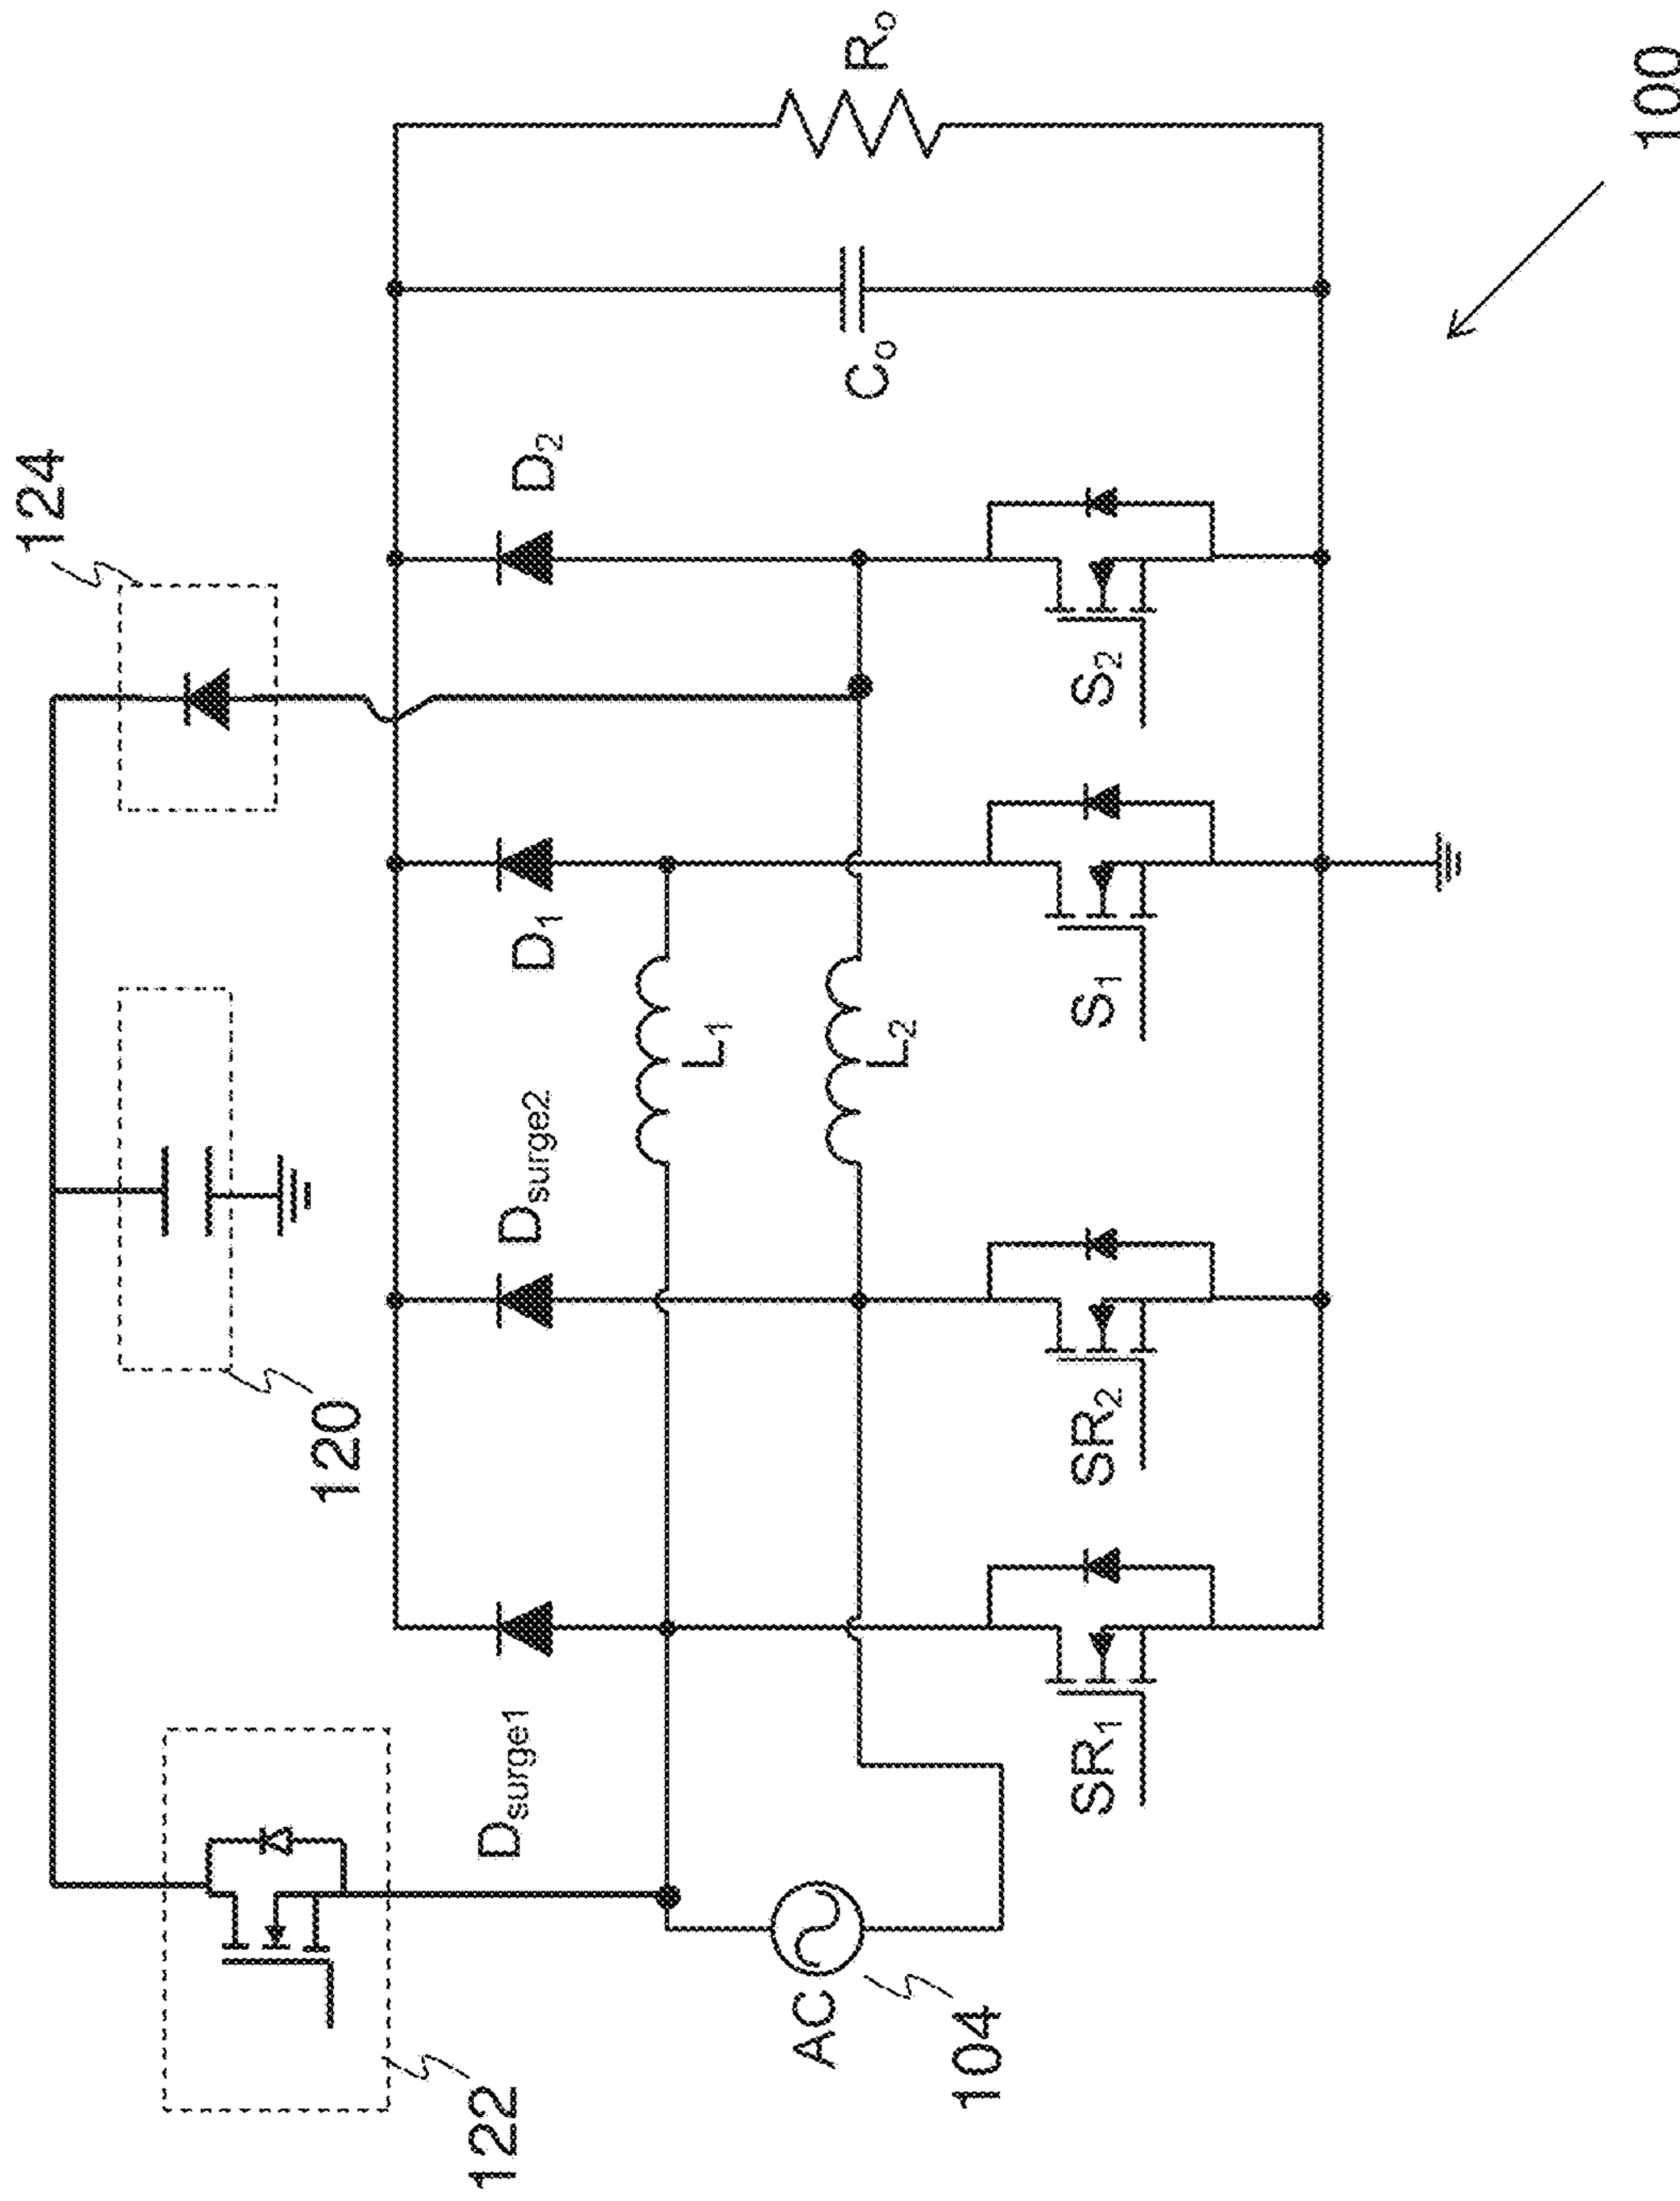 100
124
120
122
104
AC
D₁
D₂
Dsurge1
Dsurge2
L₁
L₂
Cₒ
Rₒ
SR₁
SR₂
S₁
S₂